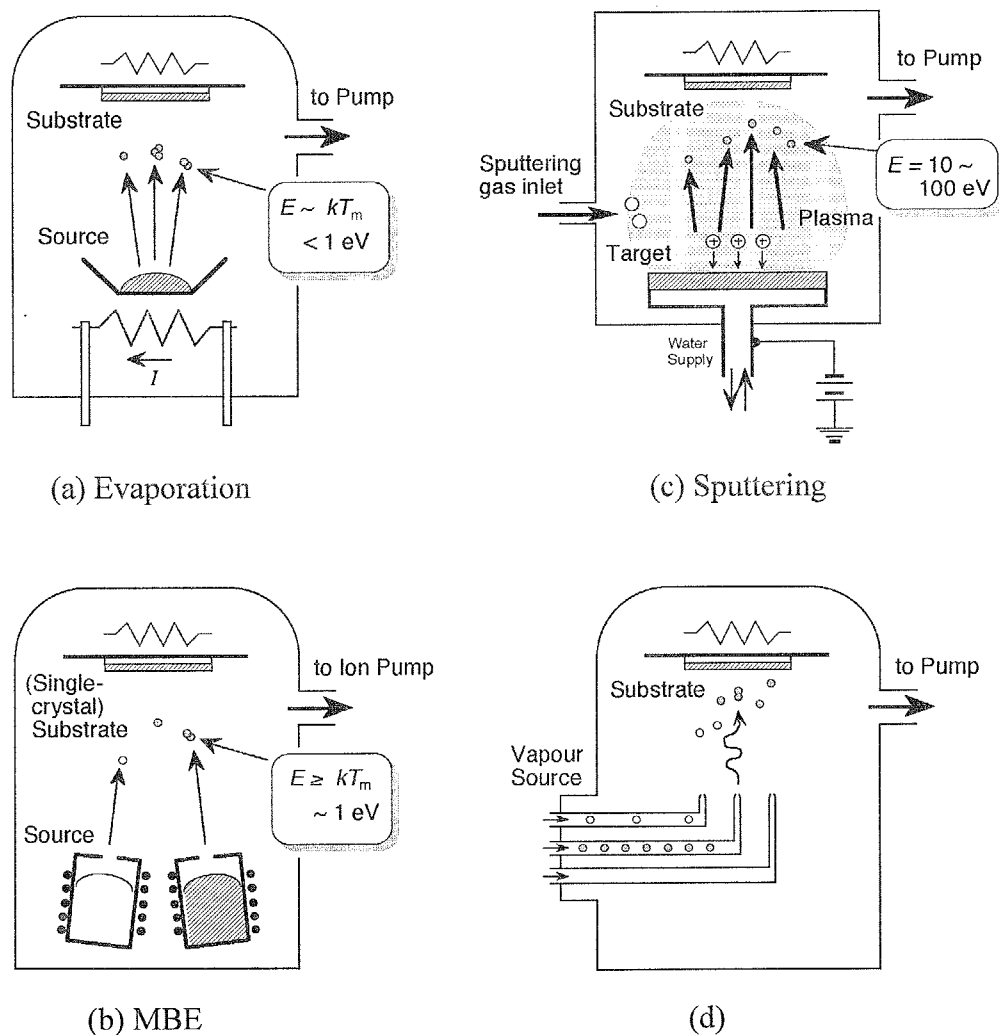 to Pump
Substrate
Source
E ~ kTm
< 1 eV
I
(a) Evaporation
to Pump
Substrate
Sputtering
gas inlet
E = 10 ~
100 eV
Plasma
Target
+ + +
Water
Supply
(c) Sputtering
to Ion Pump
(Single-
crystal)
Substrate
E ≥ kTm
~ 1 eV
Source
(b) MBE
to Pump
Substrate
Vapour
Source
(d)